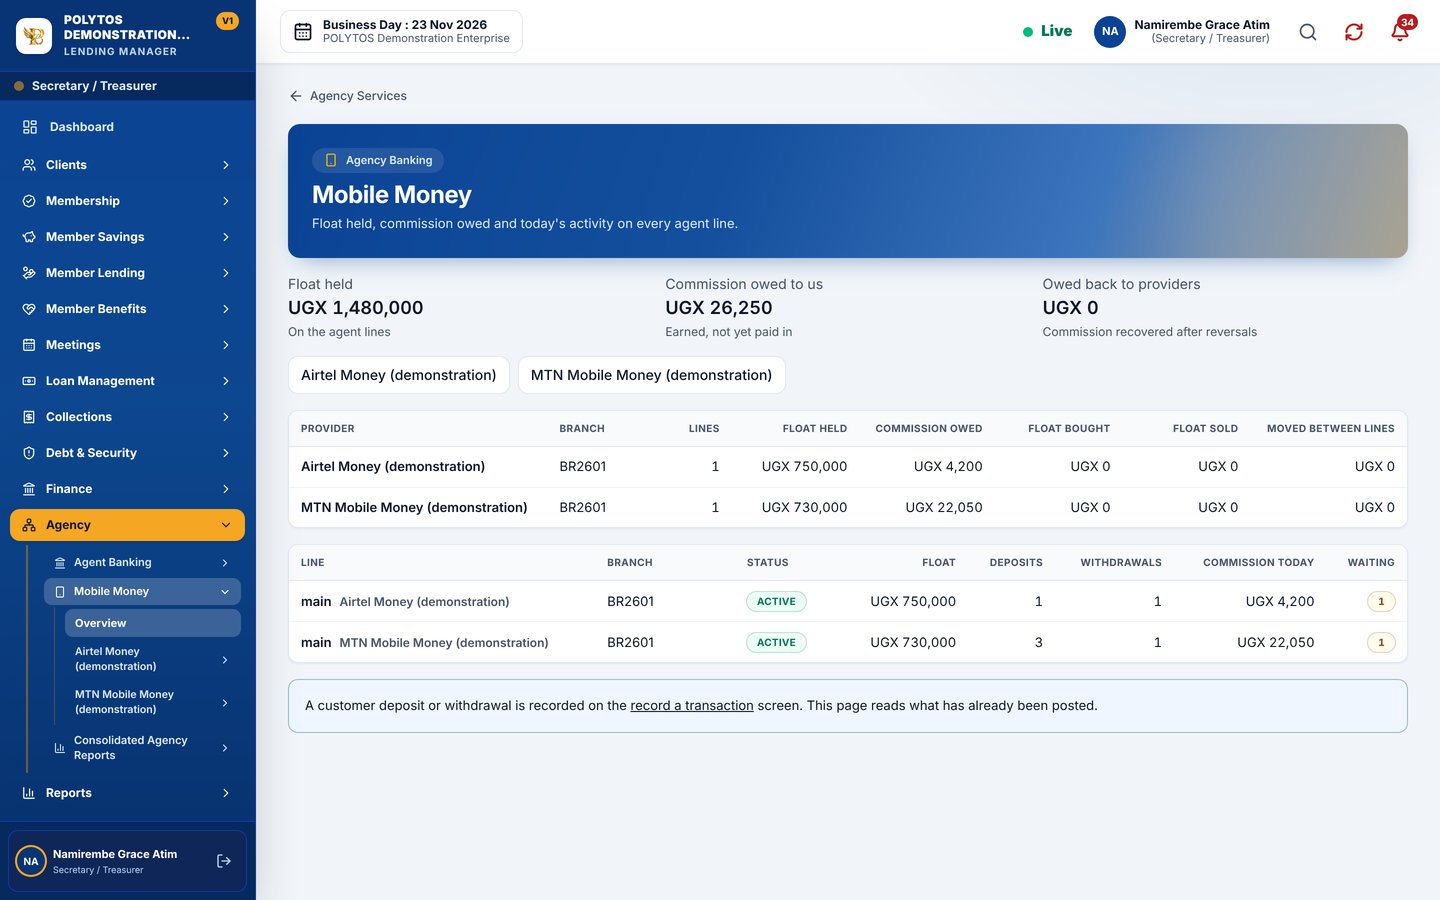 POLYTOS
DEMONSTRATION...
LENDING MANAGER
V1
Secretary / Treasurer
Dashboard
Clients
Membership
Member Savings
Member Lending
Member Benefits
Meetings
Loan Management
Collections
Debt & Security
Finance
Agency
Agent Banking
Mobile Money
Overview
Airtel Money
(demonstration)
MTN Mobile Money
(demonstration)
Consolidated Agency
Reports
Reports
NA
Namirembe Grace Atim
Secretary / Treasurer
Business Day : 23 Nov 2026
POLYTOS Demonstration Enterprise
Live
NA
Namirembe Grace Atim
(Secretary / Treasurer)
34
Agency Services
Agency Banking
Mobile Money
Float held, commission owed and today's activity on every agent line.
Float held
UGX 1,480,000
On the agent lines
Commission owed to us
UGX 26,250
Earned, not yet paid in
Owed back to providers
UGX 0
Commission recovered after reversals
Airtel Money (demonstration)
MTN Mobile Money (demonstration)
PROVIDER BRANCH LINES FLOAT HELD COMMISSION OWED FLOAT BOUGHT FLOAT SOLD MOVED BETWEEN LINES
Airtel Money (demonstration) BR2601 1 UGX 750,000 UGX 4,200 UGX 0 UGX 0 UGX 0
MTN Mobile Money (demonstration) BR2601 1 UGX 730,000 UGX 22,050 UGX 0 UGX 0 UGX 0
LINE BRANCH STATUS FLOAT DEPOSITS WITHDRAWALS COMMISSION TODAY WAITING
main Airtel Money (demonstration) BR2601 ACTIVE UGX 750,000 1 1 UGX 4,200 1
main MTN Mobile Money (demonstration) BR2601 ACTIVE UGX 730,000 3 1 UGX 22,050 1
A customer deposit or withdrawal is recorded on the record a transaction screen. This page reads what has already been posted.